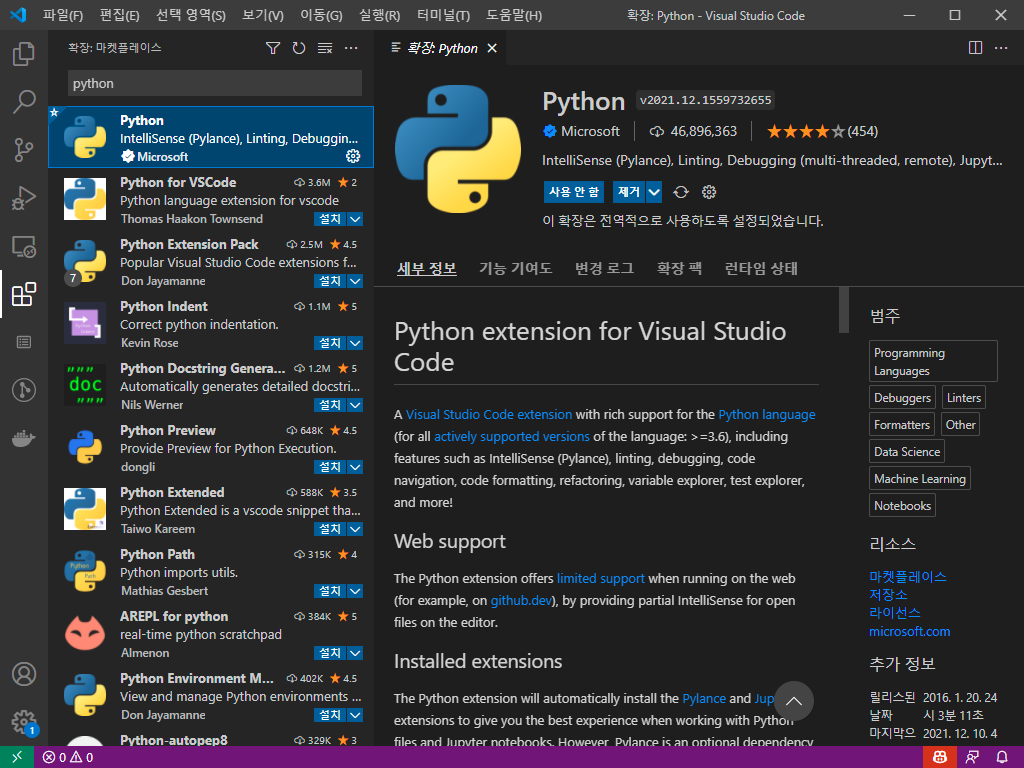 파일(F) 편집(E) 선택 영역(S) 보기(V) 이동(G) 실행(R) 터미널(T) 도움말(H) 확장: Python - Visual Studio Code
확장: 마켓플레이스
python
Python
IntelliSense (Pylance), Linting, Debuggin...
Microsoft
Python for VSCode 3.6M 2
Python language extension for vscode
Thomas Haakon Townsend 설치
Python Extension Pack 2.5M 4.5
Popular Visual Studio Code extensions f...
7
Don Jayamanne 설치
Python Indent 1.1M 5
Correct python indentation.
Kevin Rose 설치
Python Docstring Genera... 1.2M 5
"""
doc
"""
Automatically generates detailed docstri...
Nils Werner 설치
Python Preview 648K 4.5
Provide Preview for Python Execution.
dongli 설치
Python Extended 588K 3.5
Python Extended is a vscode snippet tha...
Taiwo Kareem 설치
Python Path 315K 4
Python
Path
Python imports utils.
Mathias Gesbert 설치
AREPL for python 384K 5
real-time python scratchpad
Almenon 설치
Python Environment M... 402K 4.5
View and manage Python environments ...
Don Jayamanne 설치
Python-autopep8 329K 3
확장: Python
Python v2021.12.1559732655
Microsoft 46,896,363 (454)
IntelliSense (Pylance), Linting, Debugging (multi-threaded, remote), Jupyt...
사용 안 함 제거
이 확장은 전역적으로 사용하도록 설정되었습니다.
세부 정보 기능 기여도 변경 로그 확장 팩 런타임 상태
Python extension for Visual Studio
Code
A Visual Studio Code extension with rich support for the Python language
(for all actively supported versions of the language: >=3.6), including
features such as IntelliSense (Pylance), linting, debugging, code
navigation, code formatting, refactoring, variable explorer, test explorer,
and more!
Web support
The Python extension offers limited support when running on the web
(for example, on github.dev), by providing partial IntelliSense for open
files on the editor.
Installed extensions
The Python extension will automatically install the Pylance and Jup
extensions to give you the best experience when working with Python
files and Jupyter notebooks. However, Pylance is an optional dependency
범주
Programming
Languages
Debuggers Linters
Formatters Other
Data Science
Machine Learning
Notebooks
리소스
마켓플레이스
저장소
라이선스
microsoft.com
추가 정보
릴리스된 2016. 1. 20. 24
날짜 시 3분 11초
마지막으 2021. 12. 10. 4
0 0
1